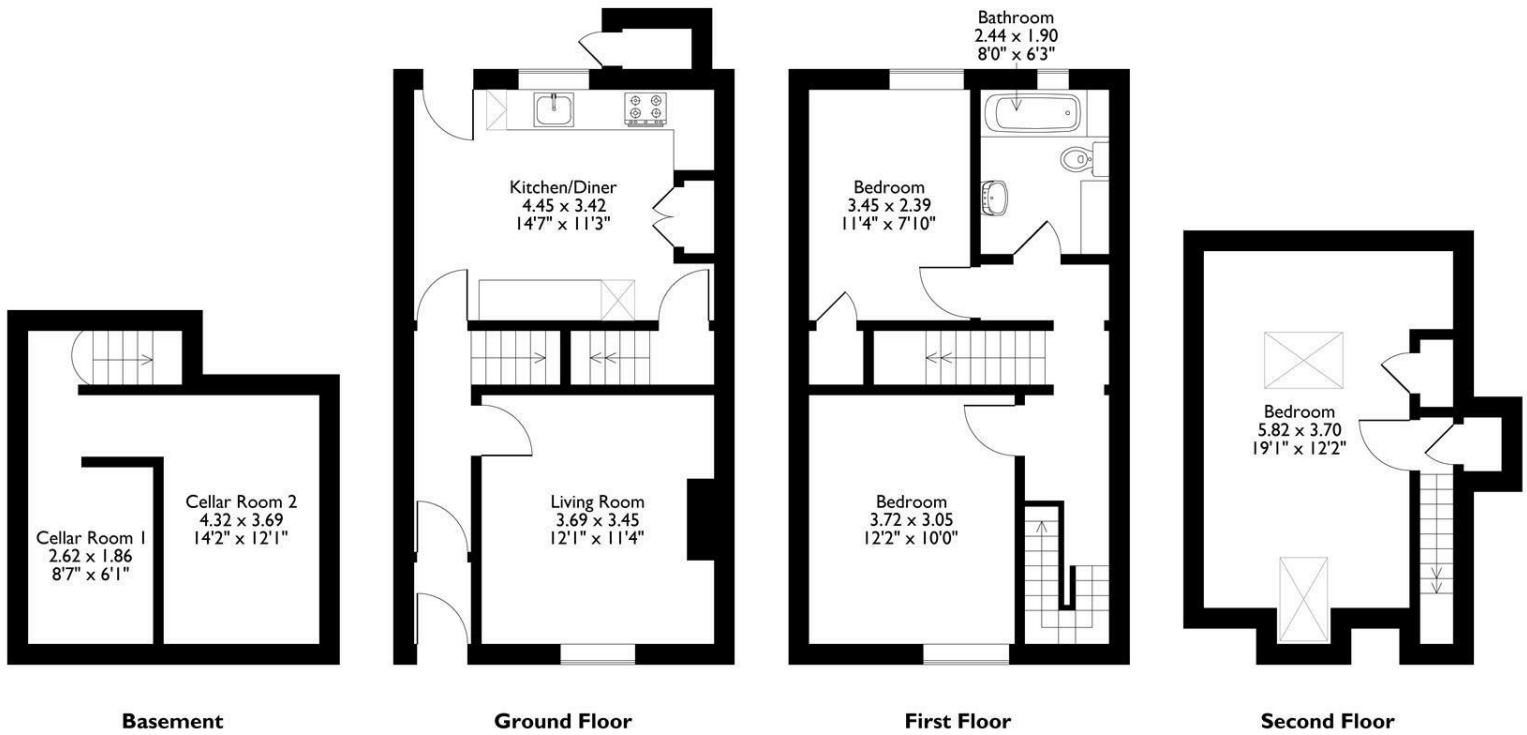 Bathroom
2.44 x 1.90
8'0" x 6'3"
Kitchen/Diner
4.45 x 3.42
14'7" x 11'3"
Bedroom
3.45 x 2.39
11'4" x 7'10"
Bedroom
5.82 x 3.70
19'1" x 12'2"
Cellar Room 2
4.32 x 3.69
14'2" x 12'1"
Cellar Room 1
2.62 x 1.86
8'7" x 6'1"
Living Room
3.69 x 3.45
12'1" x 11'4"
Bedroom
3.72 x 3.05
12'2" x 10'0"
Basement
Ground Floor
First Floor
Second Floor